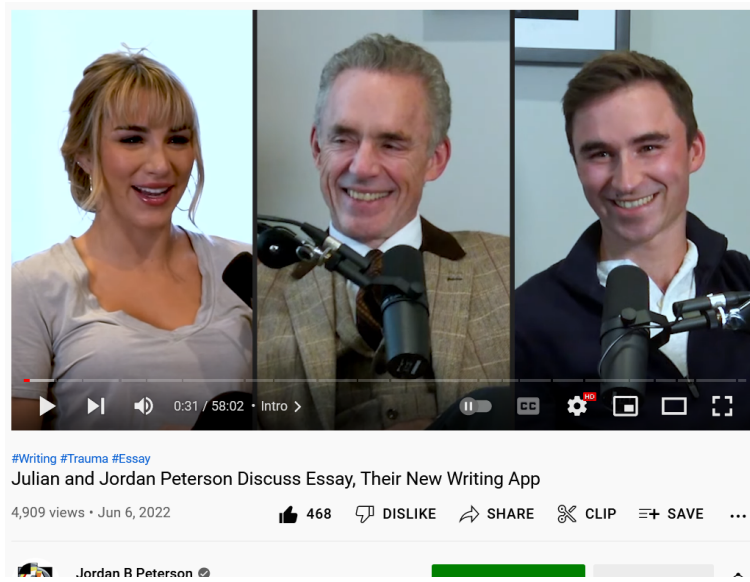 0:31 / 58:02 • Intro
CC
HD
#Writing #Trauma #Essay
Julian and Jordan Peterson Discuss Essay, Their New Writing App
4,909 views • Jun 6, 2022
468 DISLIKE SHARE CLIP SAVE ...
Jordan B Peterson